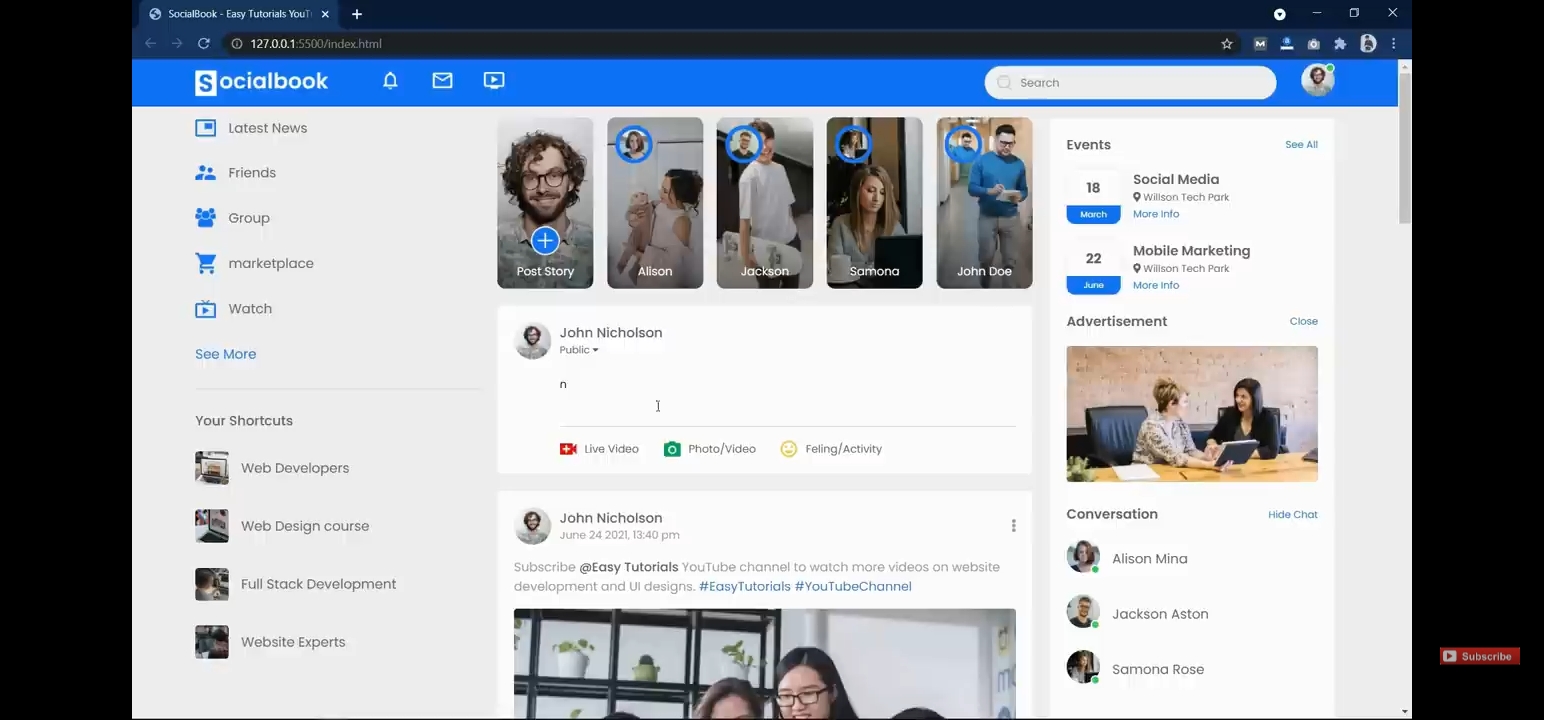 SocialBook - Easy Tutorials YouT
127.0.0.1:5500/index.html
Socialbook
Search
Latest News
Friends
Group
marketplace
Watch
See More
Your Shortcuts
Web Developers
Web Design course
Full Stack Development
Website Experts
Post Story
Alison
Jackson
Samona
John Doe
John Nicholson
Public
n
Live Video
Photo/Video
Feling/Activity
John Nicholson
June 24 2021, 13:40 pm
Subscribe @Easy Tutorials YouTube channel to watch more videos on website
development and UI designs. #EasyTutorials #YouTubeChannel
Events
See All
18
March
Social Media
Willson Tech Park
More Info
22
June
Mobile Marketing
Willson Tech Park
More Info
Advertisement
Close
Conversation
Hide Chat
Alison Mina
Jackson Aston
Samona Rose
Subscribe